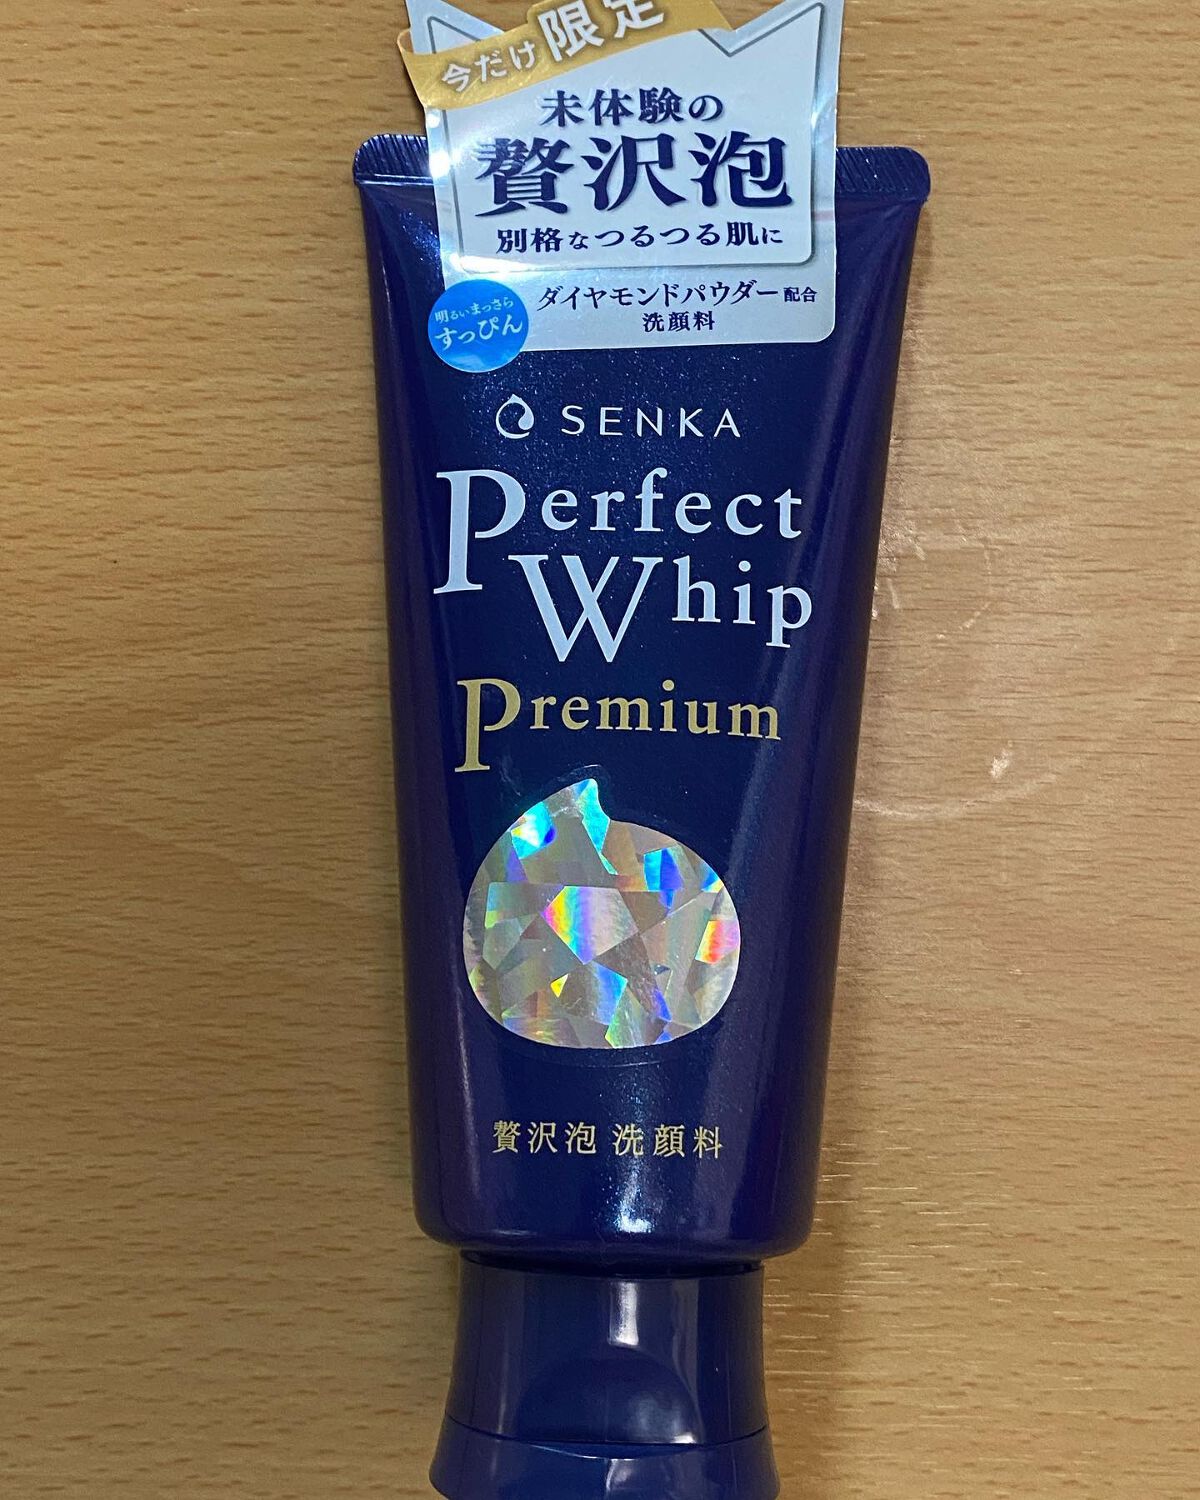 今だけ限定
未体験の
贅沢泡
別格なつるつる肌に
ダイヤモンドパウダー配合
洗顔料
明るいまっさら
すっぴん
SENKA
Perfect
Whip
Premium
贅沢泡 洗顔料